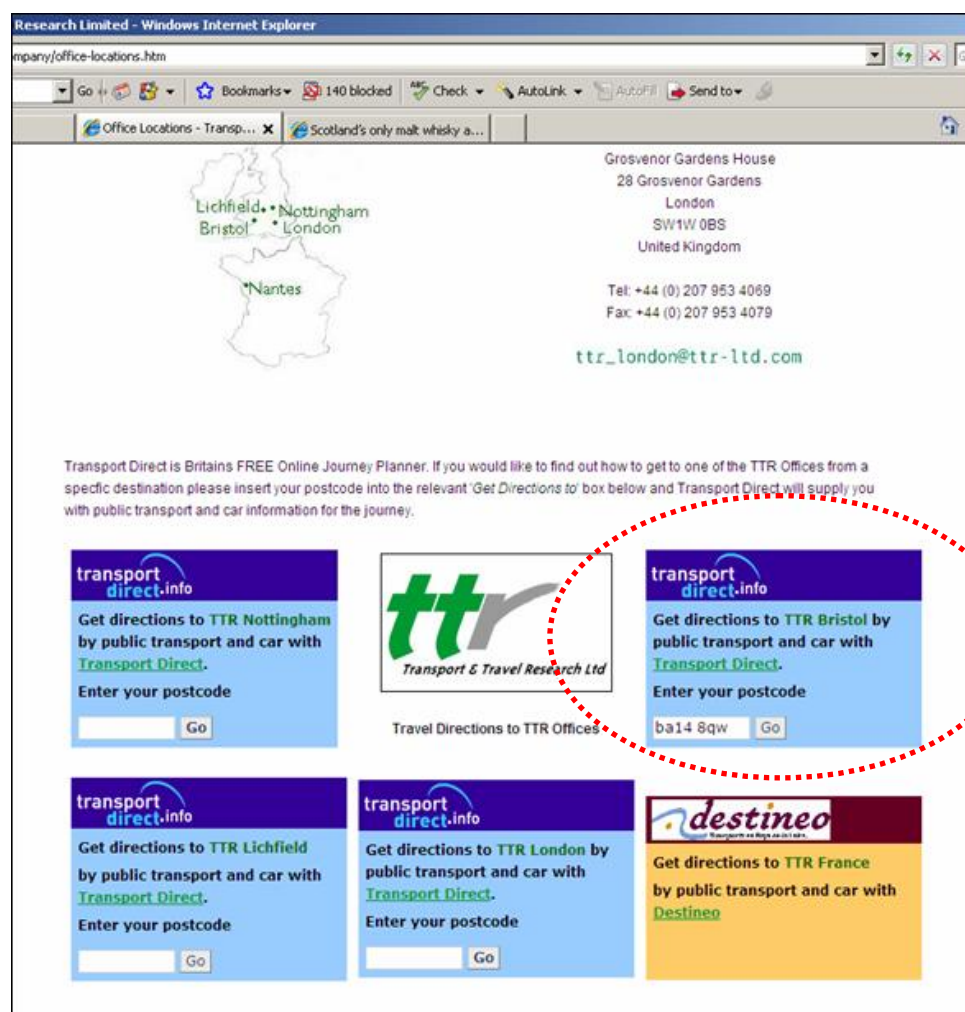 Research Limited - Windows Internet Explorer
mpany/office-locations.htm
Go
Bookmarks
140 blocked
Check
AutoLink
AutoFill
Send to
Office Locations - Transp...
Scotland's only malt whisky a...
Lichfield
Nottingham
Bristol
London
Nantes
Grosvenor Gardens House
28 Grosvenor Gardens
London
SW1W 0BS
United Kingdom
Tel: +44 (0) 207 953 4069
Fax: +44 (0) 207 953 4079
ttr_london@ttr-ltd.com
Transport Direct is Britains FREE Online Journey Planner. If you would like to find out how to get to one of the TTR Offices from a
specfic destination please insert your postcode into the relevant 'Get Directions to' box below and Transport Direct will supply you
with public transport and car information for the journey.
transport
direct.info
Get directions to TTR Nottingham
by public transport and car with
Transport Direct.
Enter your postcode
Go
ttr
Transport & Travel Research Ltd
Travel Directions to TTR Offices
transport
direct.info
Get directions to TTR Bristol by
public transport and car with
Transport Direct.
Enter your postcode
ba14 8qw
Go
transport
direct.info
Get directions to TTR Lichfield
by public transport and car with
Transport Direct.
Enter your postcode
Go
transport
direct.info
Get directions to TTR London by
public transport and car with
Transport Direct.
Enter your postcode
Go
destineo
Get directions to TTR France
by public transport and car with
Destineo